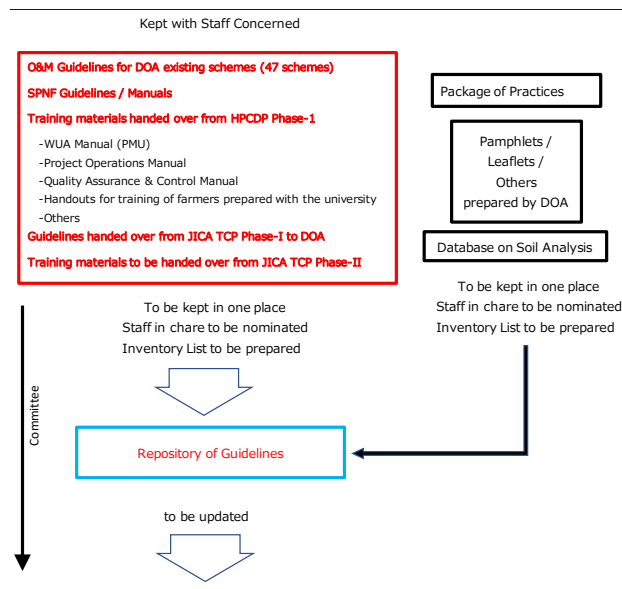 Kept with Staff Concerned
O&M Guidelines for DOA existing schemes (47 schemes)
SPNF Guidelines / Manuals
Training materials handed over from HPCDP Phase-1
-WUA Manual (PMU)
-Project Operations Manual
-Quality Assurance & Control Manual
-Handouts for training of farmers prepared with the university
-Others
Guidelines handed over from JICA TCP Phase-I to DOA
Training materials to be handed over from JICA TCP Phase-II
Package of Practices
Pamphlets /
Leaflets /
Others
prepared by DOA
Database on Soil Analysis
To be kept in one place
Staff in chare to be nominated
Inventory List to be prepared
To be kept in one place
Staff in chare to be nominated
Inventory List to be prepared
Committee
Repository of Guidelines
to be updated